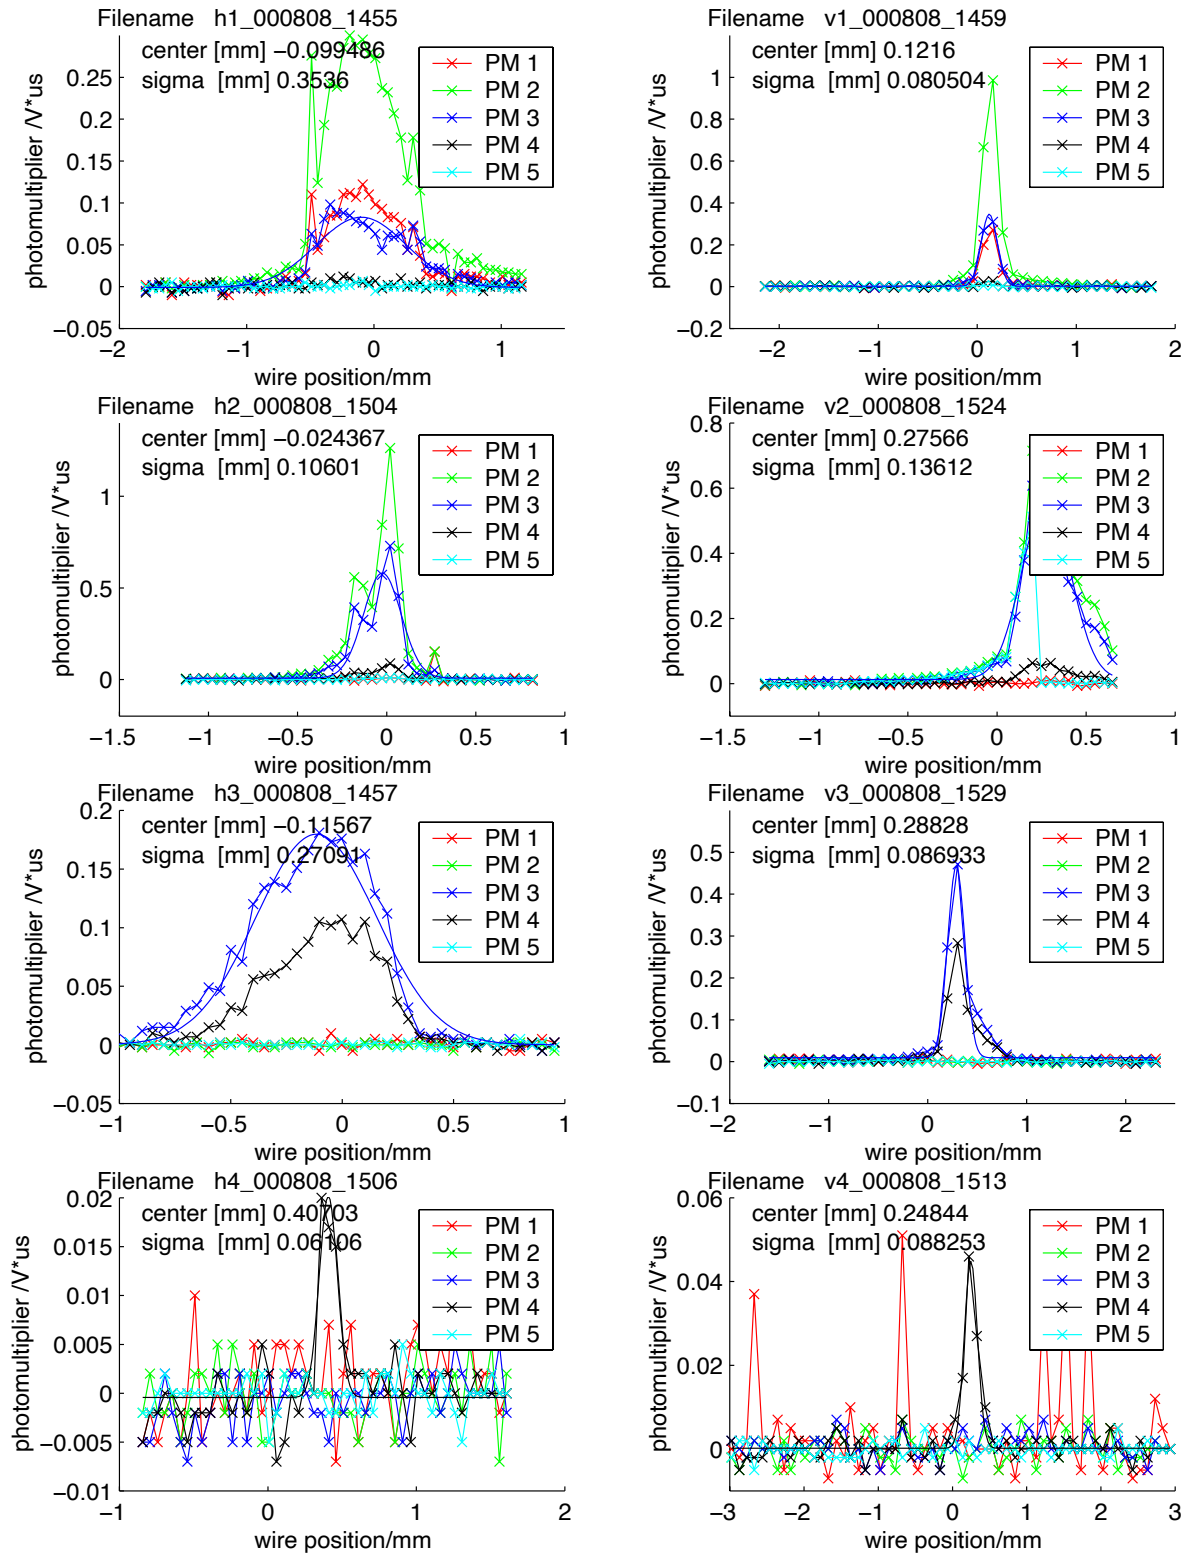 Filename h1_000808_1455
center [mm] −0.099486
sigma [mm] 0.3536
PM 1
PM 2
PM 3
PM 4
PM 5
photomultiplier /V*us
0.25
0.2
0.15
0.1
0.05
0
−0.05
−2
−1
0
1
wire position/mm
Filename v1_000808_1459
center [mm] 0.1216
sigma [mm] 0.080504
PM 1
PM 2
PM 3
PM 4
PM 5
photomultiplier /V*us
1
0.8
0.6
0.4
0.2
0
−0.2
−2
−1
0
1
2
wire position/mm
Filename h2_000808_1504
center [mm] −0.024367
sigma [mm] 0.10601
PM 1
PM 2
PM 3
PM 4
PM 5
photomultiplier /V*us
1
0.5
0
−1.5
−1
−0.5
0
0.5
1
wire position/mm
Filename v2_000808_1524
center [mm] 0.27566
sigma [mm] 0.13612
PM 1
PM 2
PM 3
PM 4
PM 5
photomultiplier /V*us
0.8
0.6
0.4
0.2
0
−1.5
−1
−0.5
0
0.5
1
wire position/mm
Filename h3_000808_1457
center [mm] −0.11567
sigma [mm] 0.27091
PM 1
PM 2
PM 3
PM 4
PM 5
photomultiplier /V*us
0.2
0.15
0.1
0.05
0
−0.05
−1
−0.5
0
0.5
1
wire position/mm
Filename v3_000808_1529
center [mm] 0.28828
sigma [mm] 0.086933
PM 1
PM 2
PM 3
PM 4
PM 5
photomultiplier /V*us
0.5
0.4
0.3
0.2
0.1
0
−0.1
−2
−1
0
1
2
wire position/mm
Filename h4_000808_1506
center [mm] 0.40703
sigma [mm] 0.06106
PM 1
PM 2
PM 3
PM 4
PM 5
photomultiplier /V*us
0.02
0.015
0.01
0.005
0
−0.005
−0.01
−1
0
1
2
wire position/mm
Filename v4_000808_1513
center [mm] 0.24844
sigma [mm] 0.088253
PM 1
PM 2
PM 3
PM 4
PM 5
photomultiplier /V*us
0.06
0.04
0.02
0
−3
−2
−1
0
1
2
3
wire position/mm